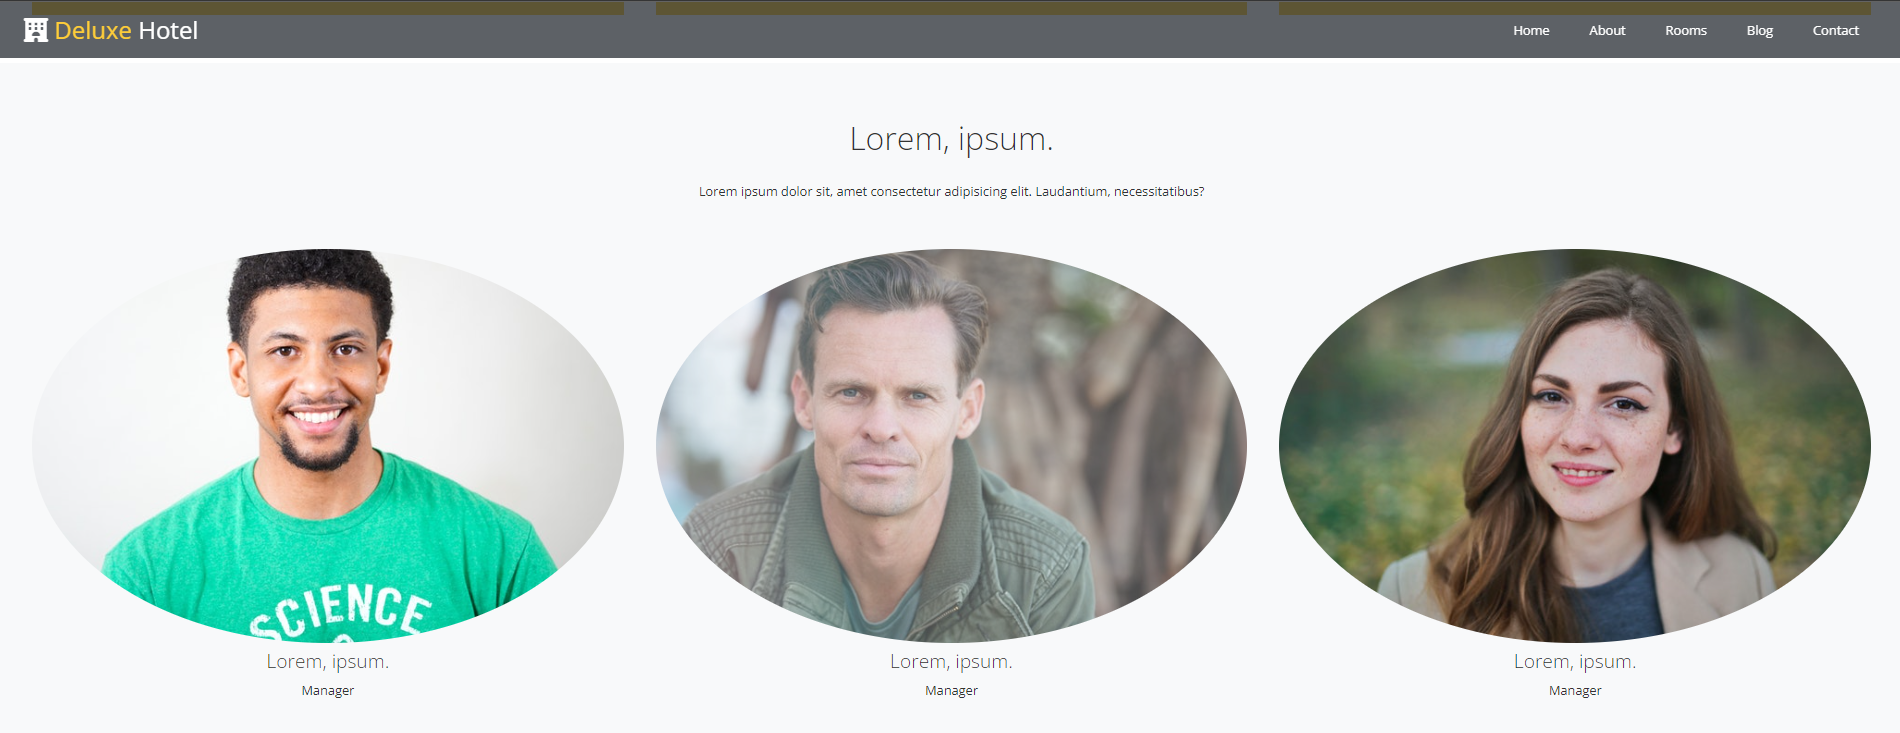 Deluxe Hotel
Home About Rooms Blog Contact
Lorem, ipsum.
Lorem ipsum dolor sit, amet consectetur adipisicing elit. Laudantium, necessitatibus?
SCIENCE
Lorem, ipsum.
Manager
Lorem, ipsum.
Manager
Lorem, ipsum.
Manager